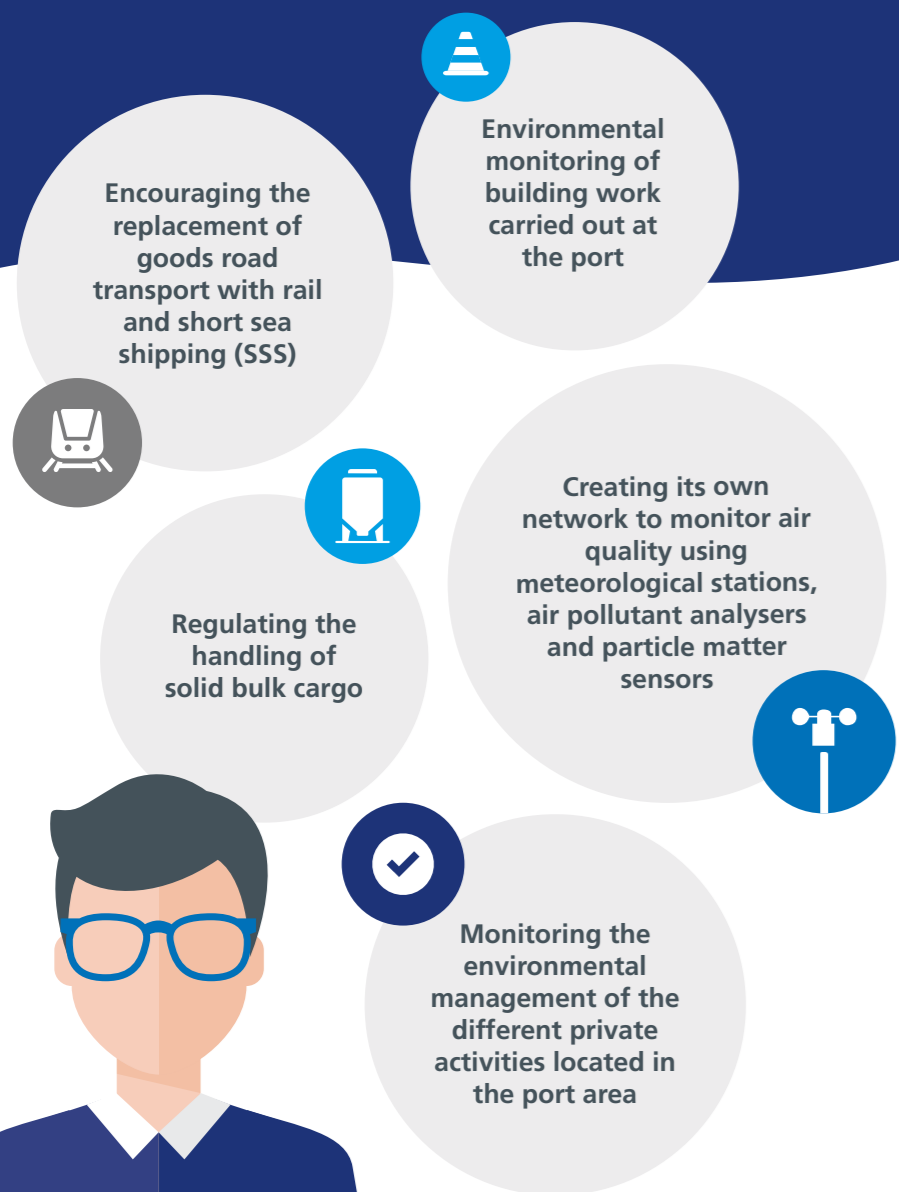 Environmental
monitoring of
building work
carried out at
the port
Encouraging the
replacement of
goods road
transport with rail
and short sea
shipping (SSS)
Creating its own
network to monitor air
quality using
meteorological stations,
air pollutant analysers
and particle matter
sensors
Regulating the
handling of
solid bulk cargo
Monitoring the
environmental
management of the
different private
activities located in
the port area